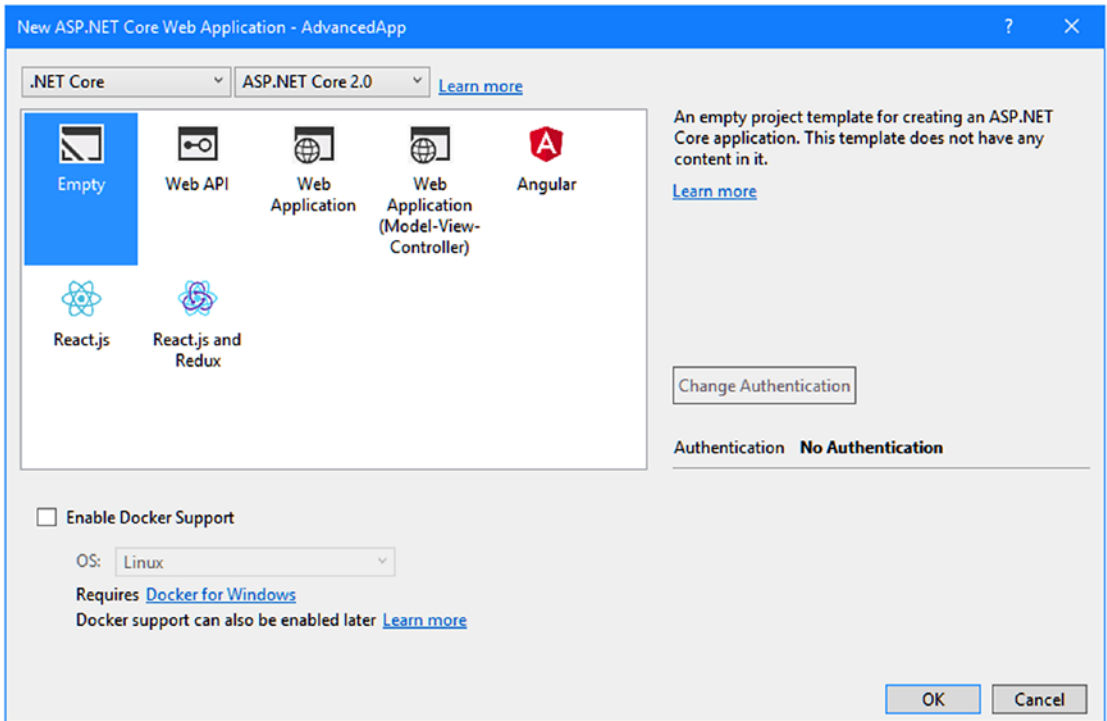 New ASP.NET Core Web Application - AdvancedApp ? ×
.NET Core
ASP.NET Core 2.0
Learn more
Empty
Web API
Web
Application
Web
Application
(Model-View-
Controller)
Angular
React.js
React.js and
Redux
An empty project template for creating an ASP.NET
Core application. This template does not have any
content in it.
Learn more
Change Authentication
Authentication No Authentication
Enable Docker Support
OS: Linux
Requires Docker for Windows
Docker support can also be enabled later Learn more
OK
Cancel